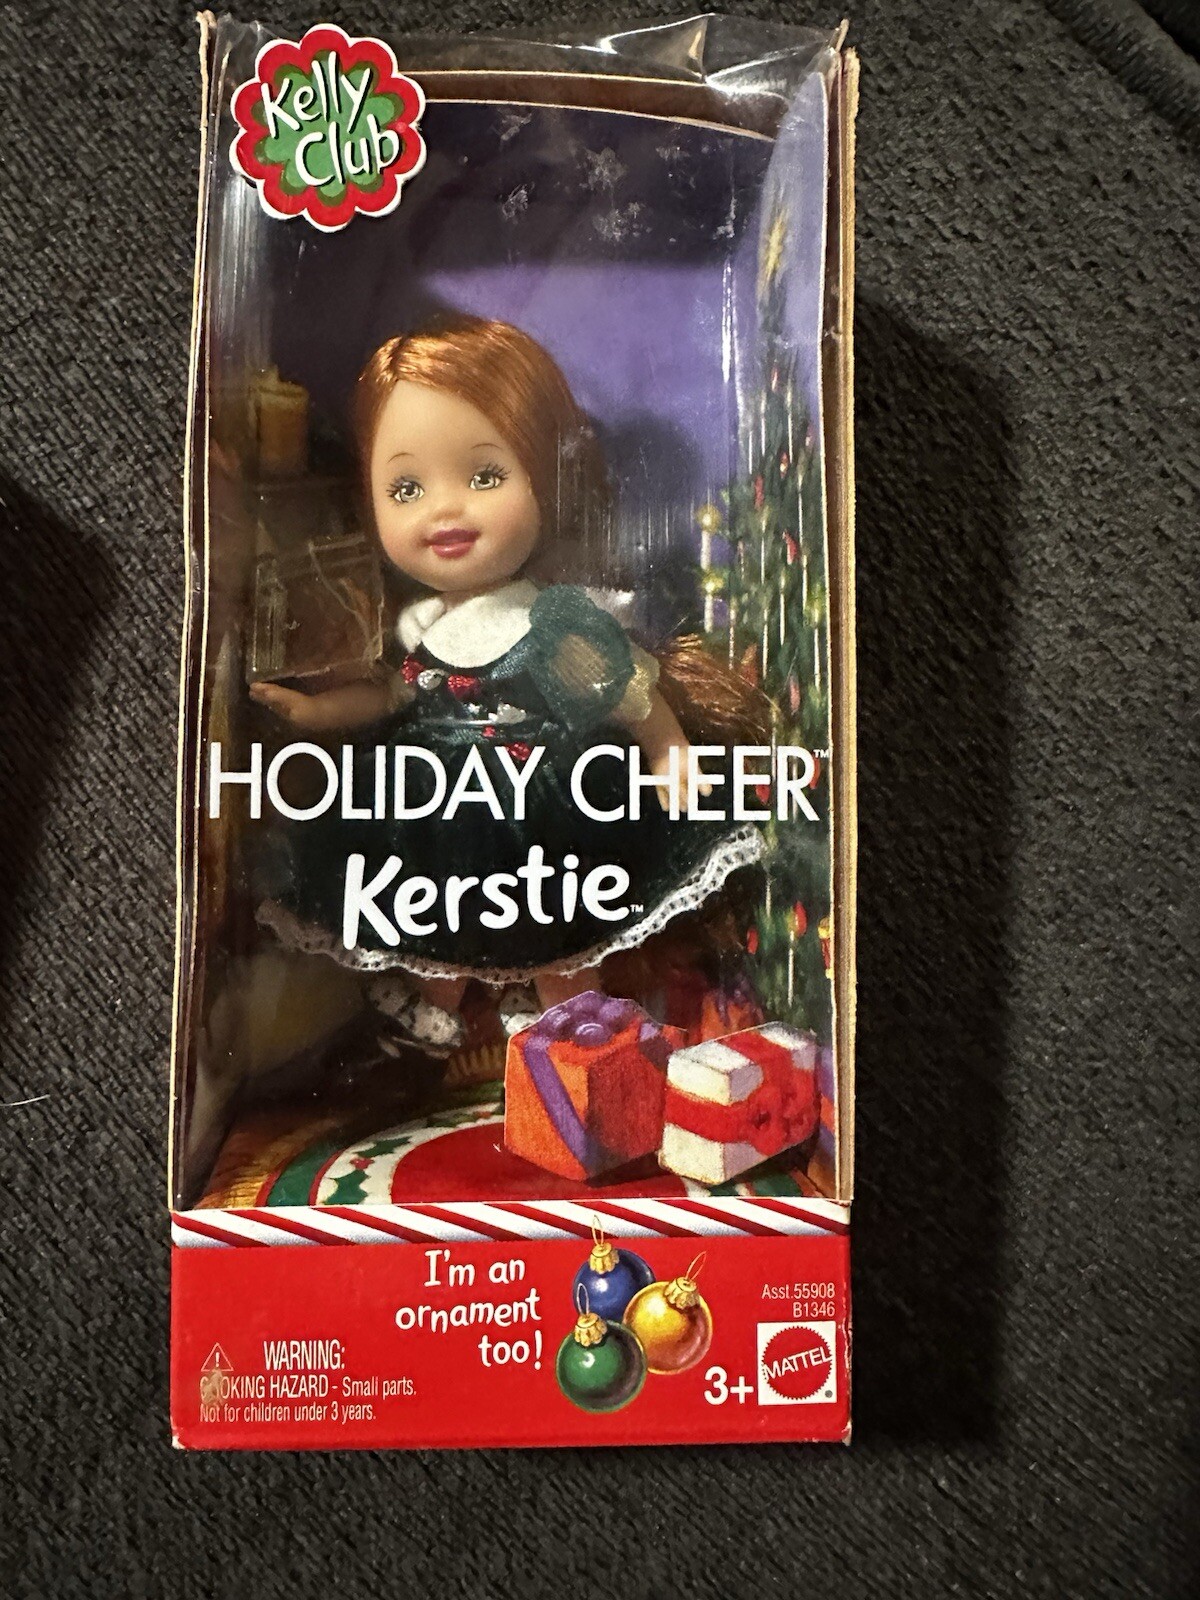 Kelly
Club
HOLIDAY CHEER™
Kerstie™
I'm an
ornament
too!
Asst.55908
B1346
WARNING:
CHOKING HAZARD - Small parts.
Not for children under 3 years.
3+
MATTEL